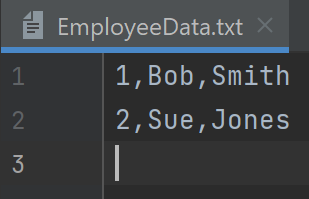 EmployeeData.txt
1 1,Bob,Smith
2 2,Sue,Jones
3